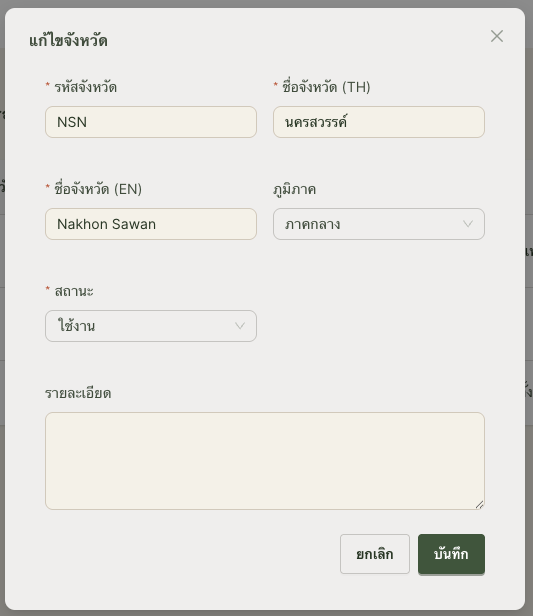 แก้ไขจังหวัด
* รหัสจังหวัด
* ชื่อจังหวัด (TH)
NSN
นครสวรรค์
* ชื่อจังหวัด (EN)
ภูมิภาค
Nakhon Sawan
ภาคกลาง
* สถานะ
ใช้งาน
รายละเอียด
ยกเลิก
บันทึก